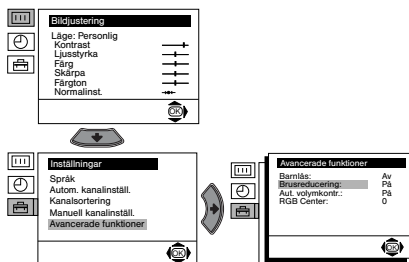 Bildjustering
Läge: Personlig
Kontrast
Ljusstyrka
Färg
Skärpa
Färgton
Normalinst.
OK
Inställningar
Språk
Autom. kanalinställ.
Kanalsortering
Manuell kanalinställ.
Avancerade funktioner
OK
Avancerade funktioner
Barnlås: Av
Brusreducering: På
Aut. volymkontr.: På
RGB Center: 0
OK